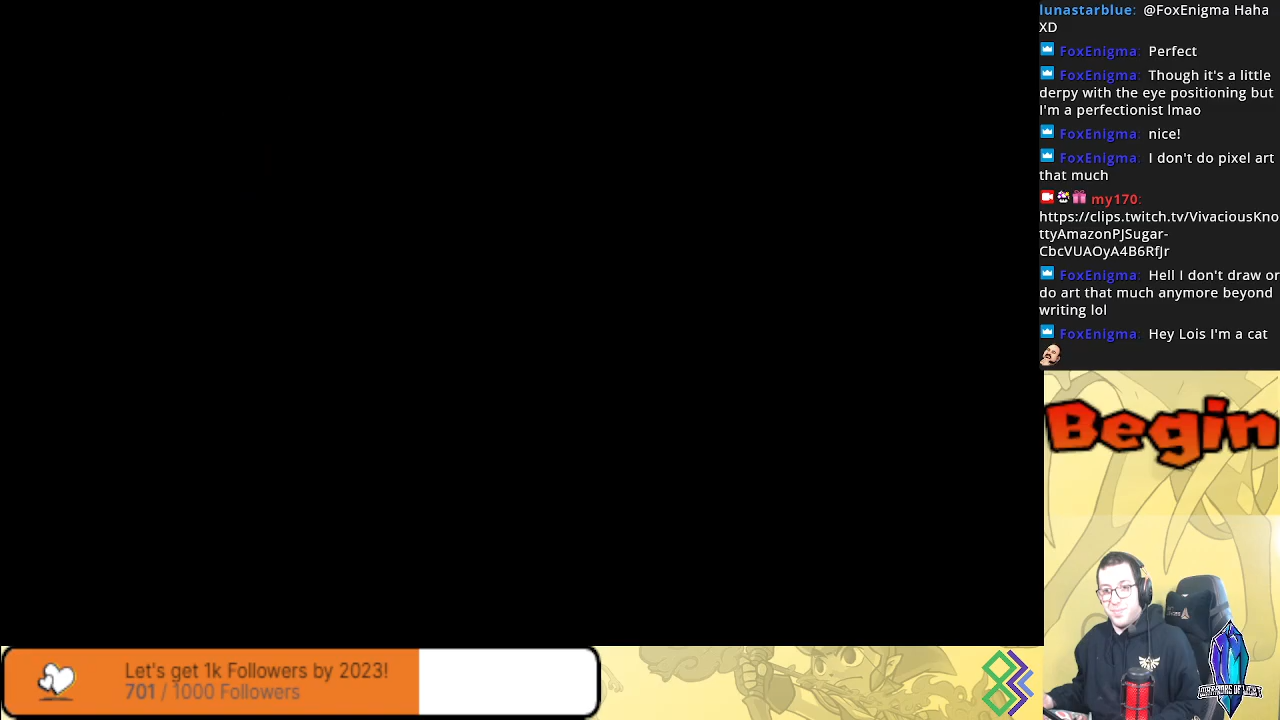 lunastarblue: @FoxEnigma Haha
XD
FoxEnigma: Perfect
FoxEnigma: Though it's a little
derpy with the eye positioning but
I'm a perfectionist lmao
FoxEnigma: nice!
FoxEnigma: I don't do pixel art
that much
my170:
https://clips.twitch.tv/VivaciousKno
ttyAmazonPJSugar-
CbcVUAOyA4B6RfJr
FoxEnigma: Hell I don't draw or
do art that much anymore beyond
writing lol
FoxEnigma: Hey Lois I'm a cat
Begin
Let's get 1k Followers by 2023!
701 / 1000 Followers
WARRIORS OF LIGHT